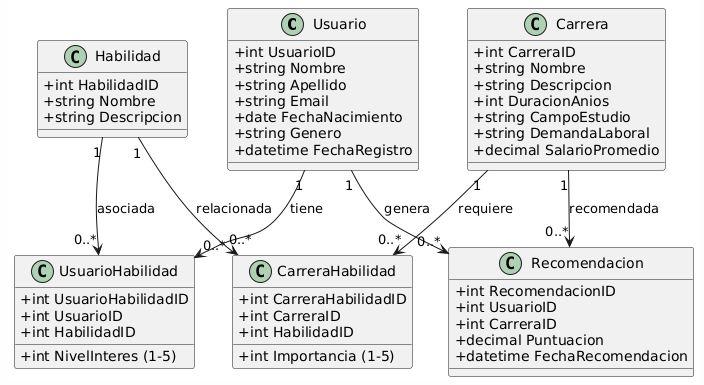 C Habilidad
+int HabilidadID
+string Nombre
+string Descripcion
C Usuario
+int UsuarioID
+string Nombre
+string Apellido
+string Email
+date FechaNacimiento
+string Genero
+datetime FechaRegistro
C Carrera
+int CarreraID
+string Nombre
+string Descripcion
+int DuracionAnios
+string CampoEstudio
+string DemandaLaboral
+decimal SalarioPromedio
1 1 1 1 1 1
asociada relacionada tiene genera requiere recomendada
0..* 0..* 0..* 0..* 0..* 0..*
C UsuarioHabilidad
+int UsuarioHabilidadID
+int UsuarioID
+int HabilidadID
+int NivelInteres (1-5)
C CarreraHabilidad
+int CarreraHabilidadID
+int CarreraID
+int HabilidadID
+int Importancia (1-5)
C Recomendacion
+int RecomendacionID
+int UsuarioID
+int CarreraID
+decimal Puntuacion
+datetime FechaRecomendacion